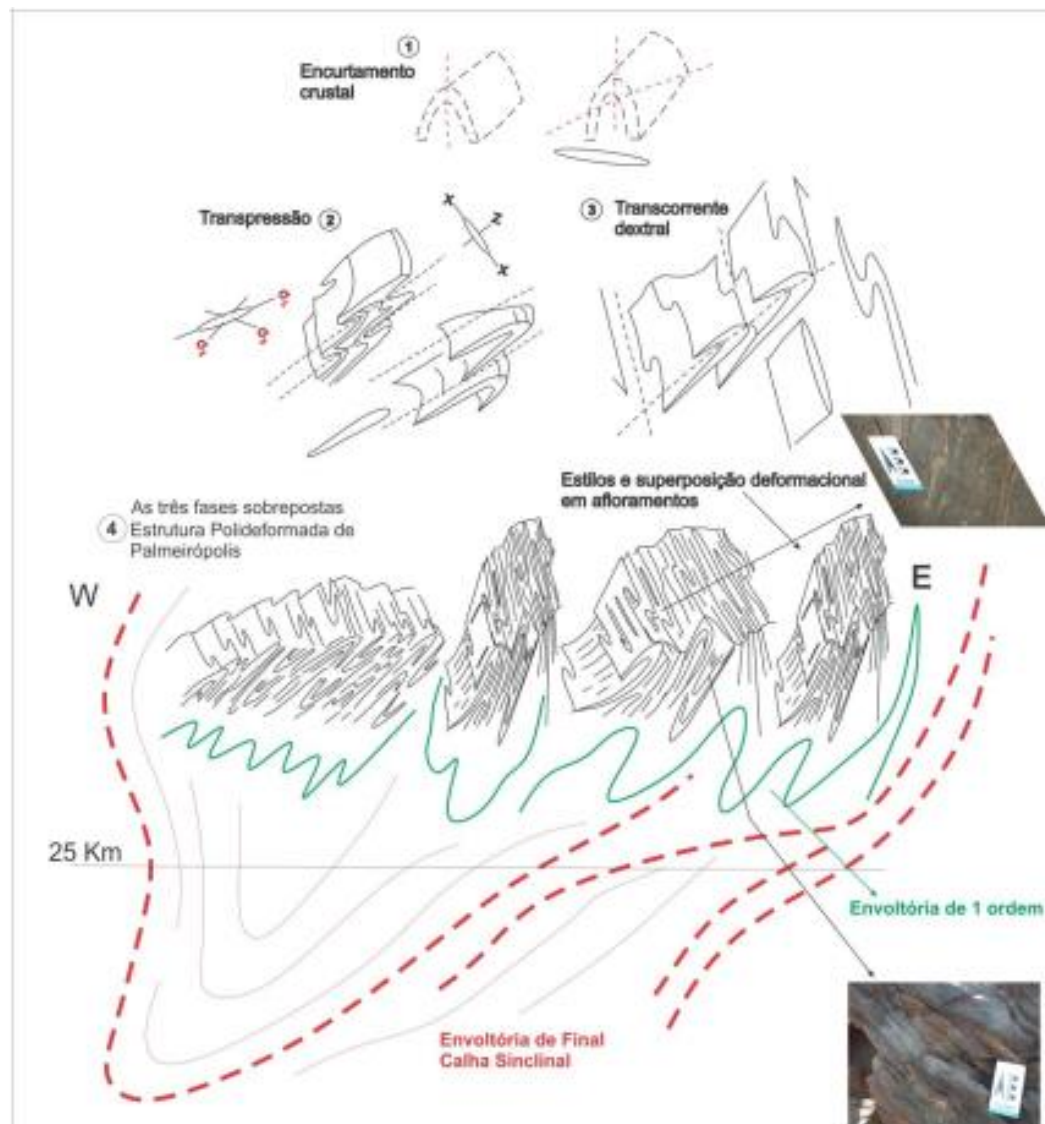 1
Encurtamento
crustal
Transpressão 2
x
z
x
3 Transcorrente
dextral
Estilos e superposição deformacional
em afloramentos
As três fases sobrepostas
4 Estrutura Polideformada de
Palmeirópolis
W
E
25 Km
Envoltória de 1 ordem
Envoltória de Final
Calha Sinclinal